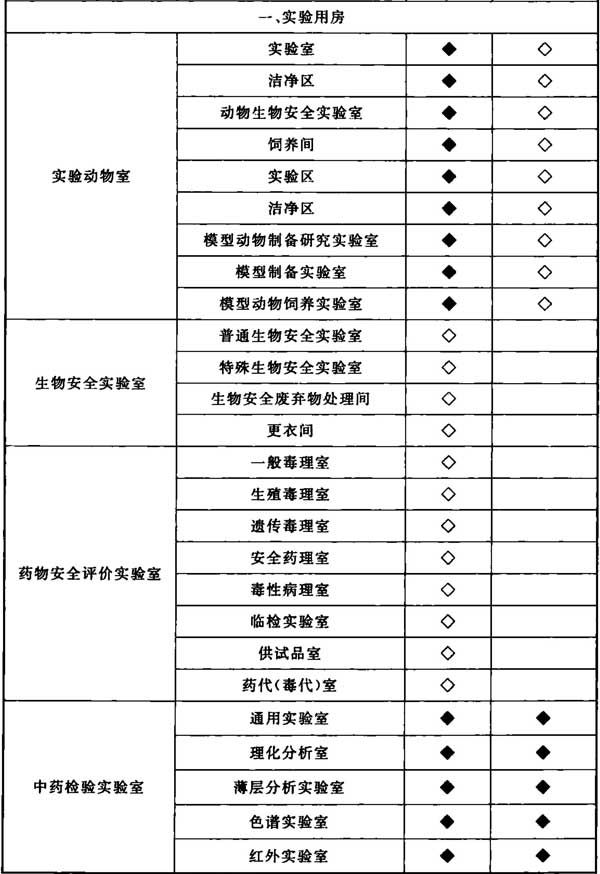 一、实验用房
实验动物室
实验室 ◆ ◇
洁净区 ◆ ◇
动物生物安全实验室 ◆ ◇
饲养间 ◆ ◇
实验区 ◆ ◇
洁净区 ◆ ◇
模型动物制备研究实验室 ◆ ◇
模型制备实验室 ◆ ◇
模型动物饲养实验室 ◆ ◇
生物安全实验室
普通生物安全实验室 ◇
特殊生物安全实验室 ◇
生物安全废弃物处理间 ◇
更衣间 ◇
药物安全评价实验室
一般毒理室 ◇
生殖毒理室 ◇
遗传毒理室 ◇
安全药理室 ◇
毒性病理室 ◇
临检实验室 ◇
供试品室 ◇
药代(毒代)室 ◇
中药检验实验室
通用实验室 ◆ ◆
理化分析室 ◆ ◆
薄层分析实验室 ◆ ◆
色谱实验室 ◆ ◆
红外实验室 ◆ ◆